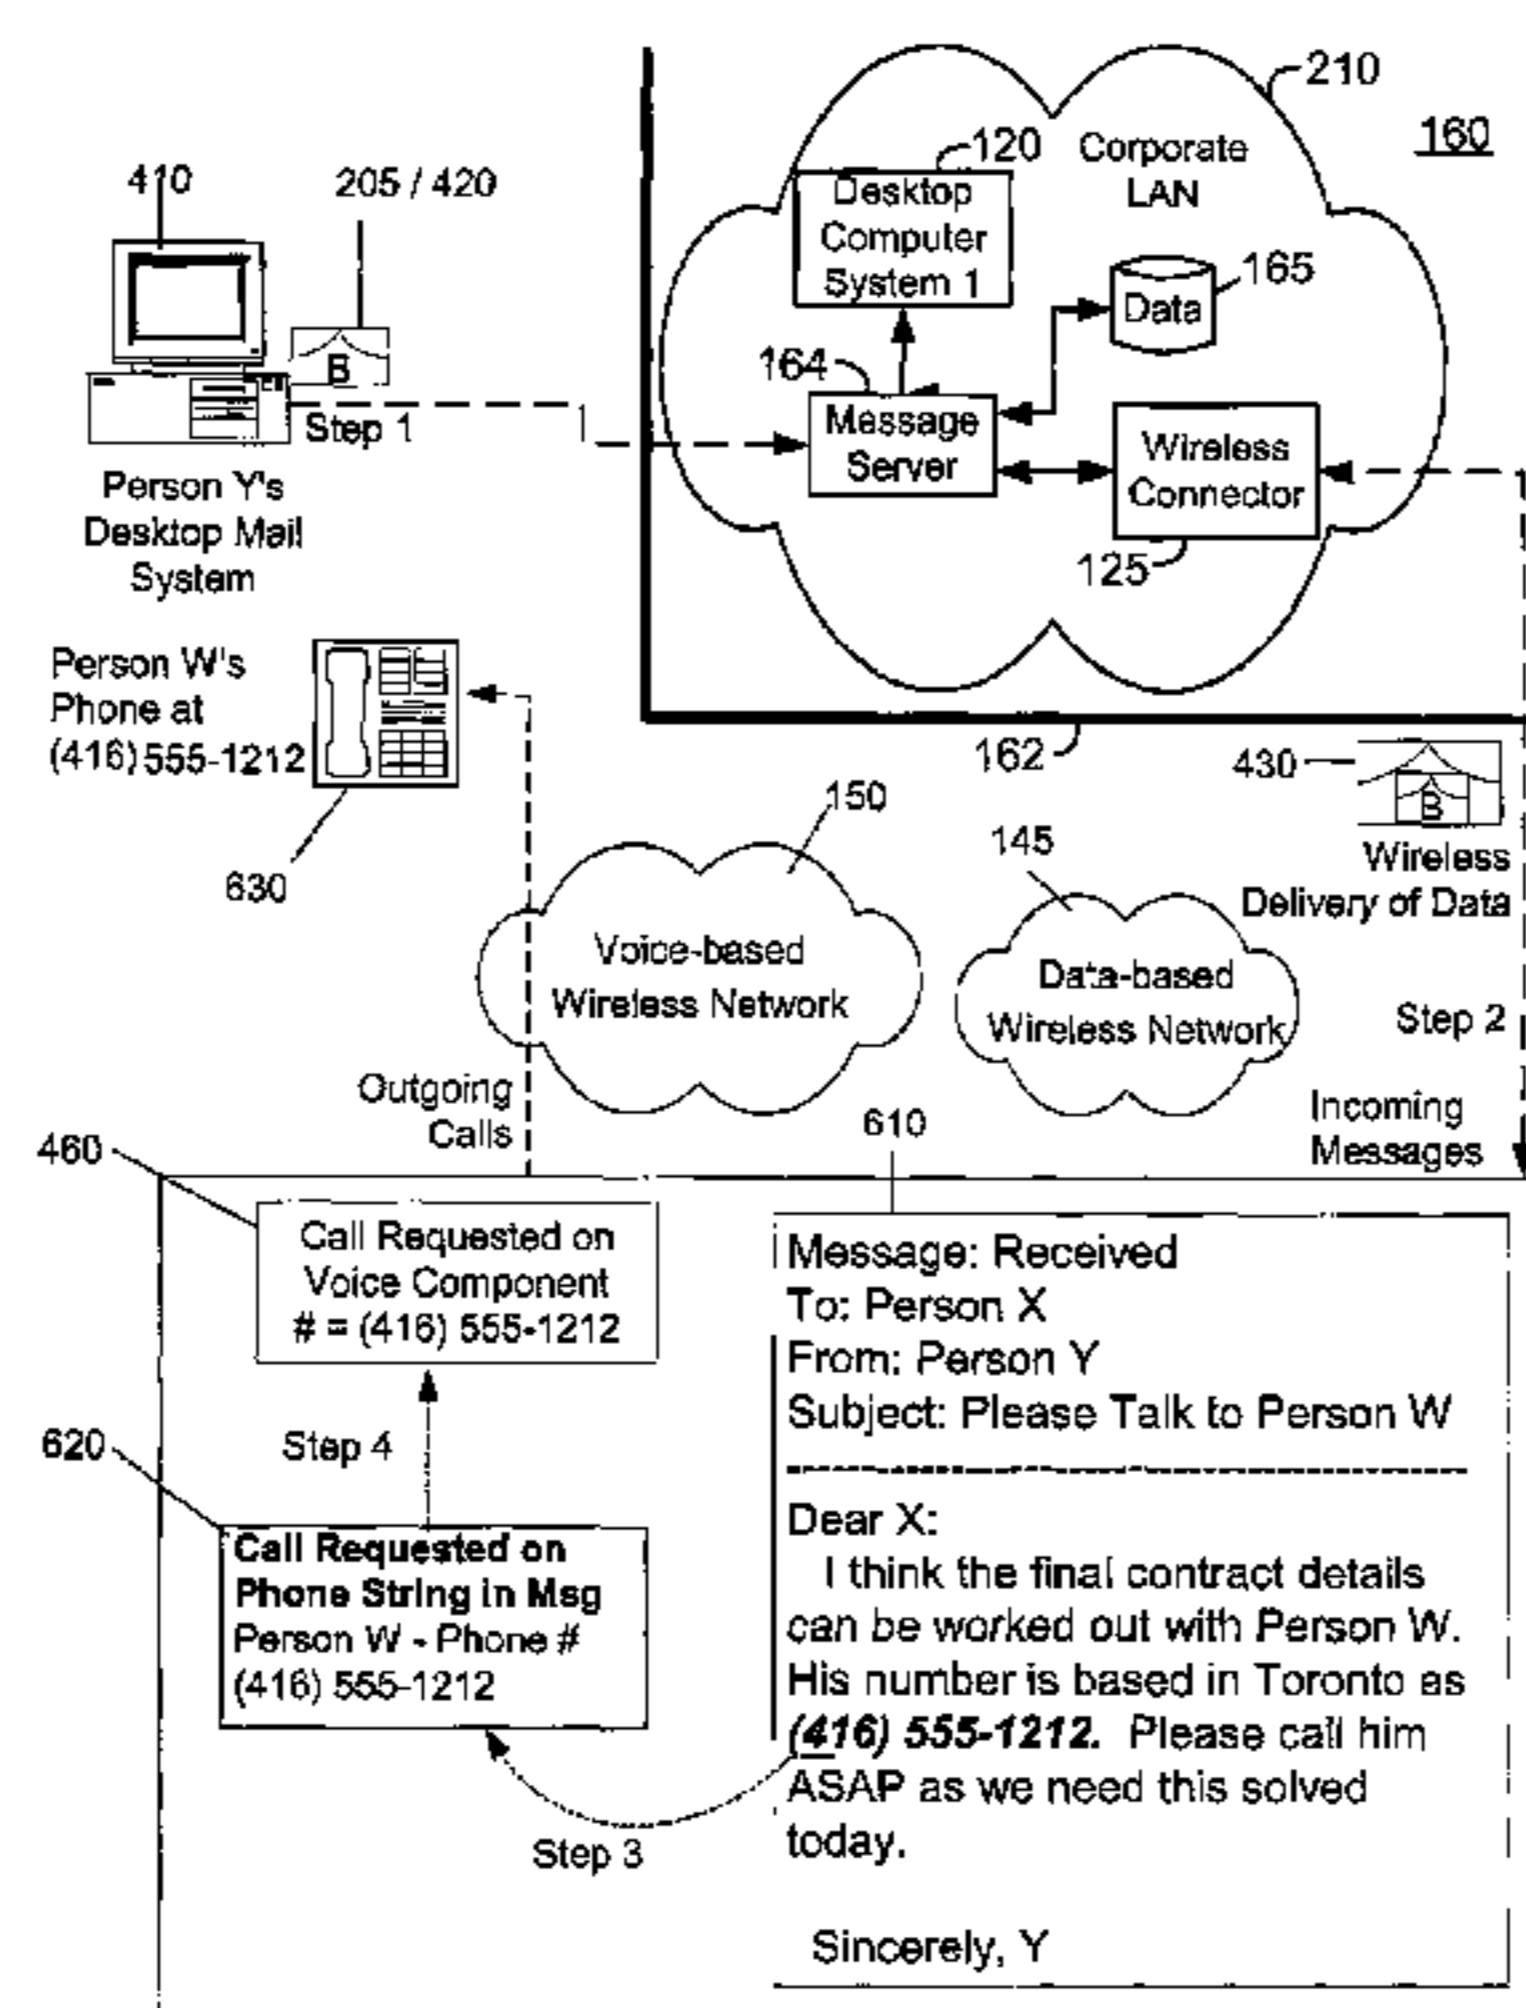 210
160
120
Corporate
LAN
410
205 / 420
Desktop
Computer
System 1
165
Data
B
164
Message
Server
Wireless
Connector
Step 1
125
Person Y's
Desktop Mail
System
Person W's
Phone at
(416) 555-1212
630
162
430
B
Wireless
Delivery of Data
150
145
Voice-based
Wireless Network
Data-based
Wireless Network
Step 2
Outgoing
Calls
Incoming
Messages
460
610
Call Requested on
Voice Component
# = (416) 555-1212
Step 4
620
Call Requested on
Phone String in Msg
Person W - Phone #
(416) 555-1212
Step 3
Message: Received
To: Person X
From: Person Y
Subject: Please Talk to Person W
Dear X:
I think the final contract details
can be worked out with Person W.
His number is based in Toronto as
(416) 555-1212. Please call him
ASAP as we need this solved
today.
Sincerely, Y